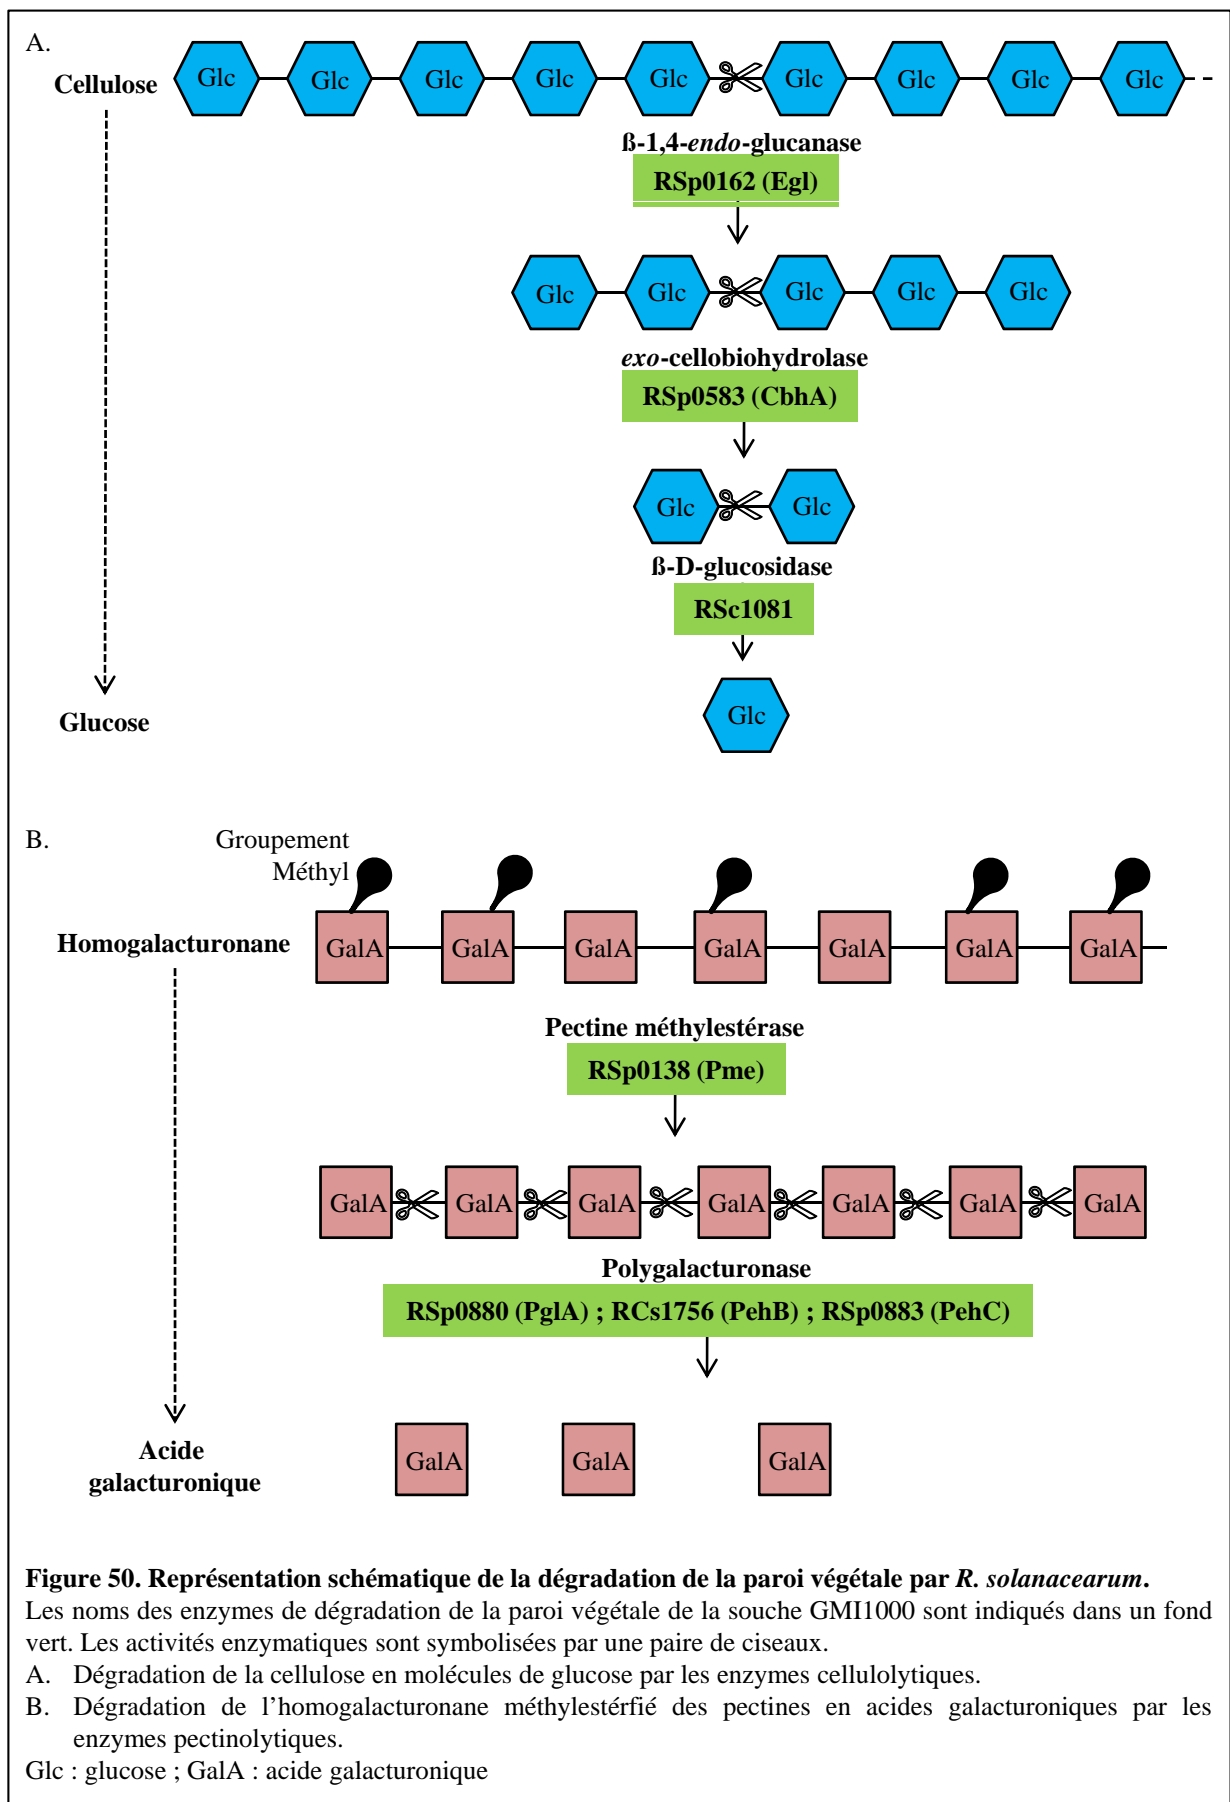 A.
Cellulose
Glc Glc Glc Glc Glc Glc Glc Glc Glc
ß-1,4-endo-glucanase
RSp0162 (Egl)
Glc Glc Glc Glc Glc
exo-cellobiohydrolase
RSp0583 (CbhA)
Glc Glc
ß-D-glucosidase
RSc1081
Glc
Glucose
B.
Groupement
Méthyl
Homogalacturonane
GalA GalA GalA GalA GalA GalA GalA
Pectine méthylestérase
RSp0138 (Pme)
GalA GalA GalA GalA GalA GalA GalA
Polygalacturonase
RSp0880 (PglA) ; RCs1756 (PehB) ; RSp0883 (PehC)
Acide
galacturonique
GalA GalA GalA
Figure 50. Représentation schématique de la dégradation de la paroi végétale par R. solanacearum.
Les noms des enzymes de dégradation de la paroi végétale de la souche GMI1000 sont indiqués dans un fond
vert. Les activités enzymatiques sont symbolisées par une paire de ciseaux.
A. Dégradation de la cellulose en molécules de glucose par les enzymes cellulolytiques.
B. Dégradation de l’homogalacturonane méthylestérfié des pectines en acides galacturoniques par les
enzymes pectinolytiques.
Glc : glucose ; GalA : acide galacturonique